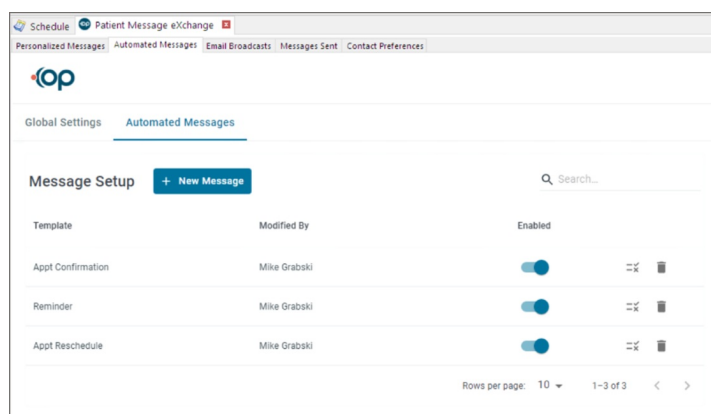 Schedule Patient Message eXchange
Personalized Messages Automated Messages Email Broadcasts Messages Sent Contact Preferences
op
Global Settings Automated Messages
Message Setup + New Message Search...
Template Modified By Enabled
Appt Confirmation Mike Grabski
Reminder Mike Grabski
Appt Reschedule Mike Grabski
Rows per page: 10 1-3 of 3